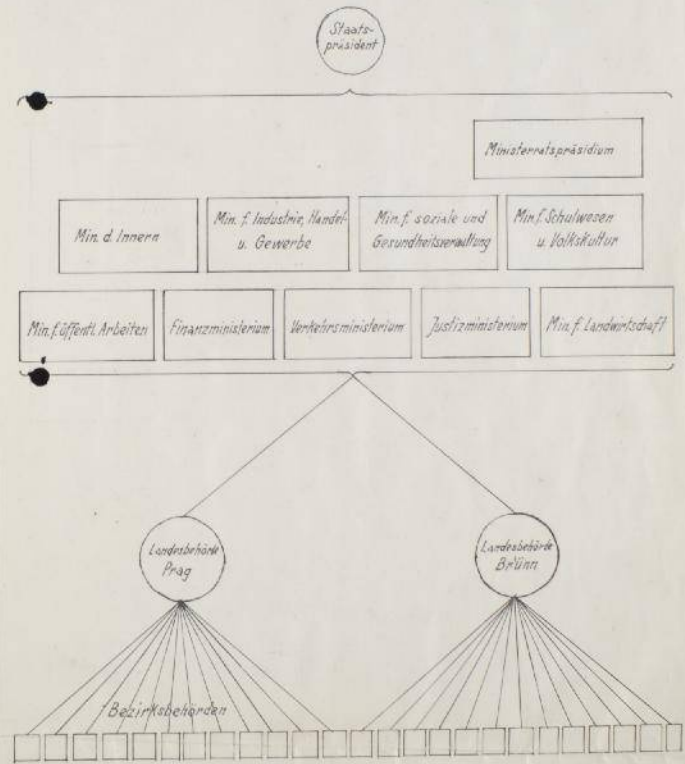 Staats-
präsident
Ministerratspräsidium
Min. d. Innern
Min. f. Industrie, Handel-
u. Gewerbe
Min. f. soziale und
Gesundheitsverwaltung
Min. f. Schulwesen
u. Volkskultur
Min. f. öffentl. Arbeiten
Finanzministerium
Verkehrsministerium
Justizministerium
Min. f. Landwirtschaft
Landesbehörde
Prag
Landesbehörde
Brünn
Bezirksbehörden